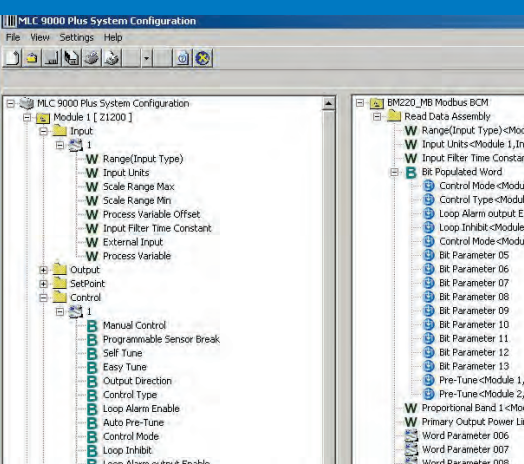 MLC 9000 Plus System Configuration
File View Settings Help
MLC 9000 Plus System Configuration
Module 1 [ Z1200 ]
Input
1
W Range(Input Type)
W Input Units
W Scale Range Max
W Scale Range Min
W Process Variable Offset
W Input Filter Time Constant
W External Input
W Process Variable
Output
SetPoint
Control
1
B Manual Control
B Programmable Sensor Break
B Self Tune
B Easy Tune
B Output Direction
B Control Type
B Loop Alarm Enable
B Auto Pre-Tune
B Control Mode
B Loop Inhibit
B Loop Alarm output Enable
BM220_MB Modbus BCM
Read Data Assembly
W Range(Input Type)<Mod
W Input Units<Module 1,In
W Input Filter Time Constan
B Bit Populated Word
Control Mode<Modu
Control Type<Modul
Loop Alarm output E
Loop Inhibit<Module
Control Mode<Modu
Bit Parameter 05
Bit Parameter 06
Bit Parameter 07
Bit Parameter 08
Bit Parameter 09
Bit Parameter 10
Bit Parameter 11
Bit Parameter 12
Bit Parameter 13
Pre-Tune<Module 1,
Pre-Tune<Module 2,
W Proportional Band 1<Mod
W Primary Output Power Li
Word Parameter 006
Word Parameter 007
Word Parameter 008